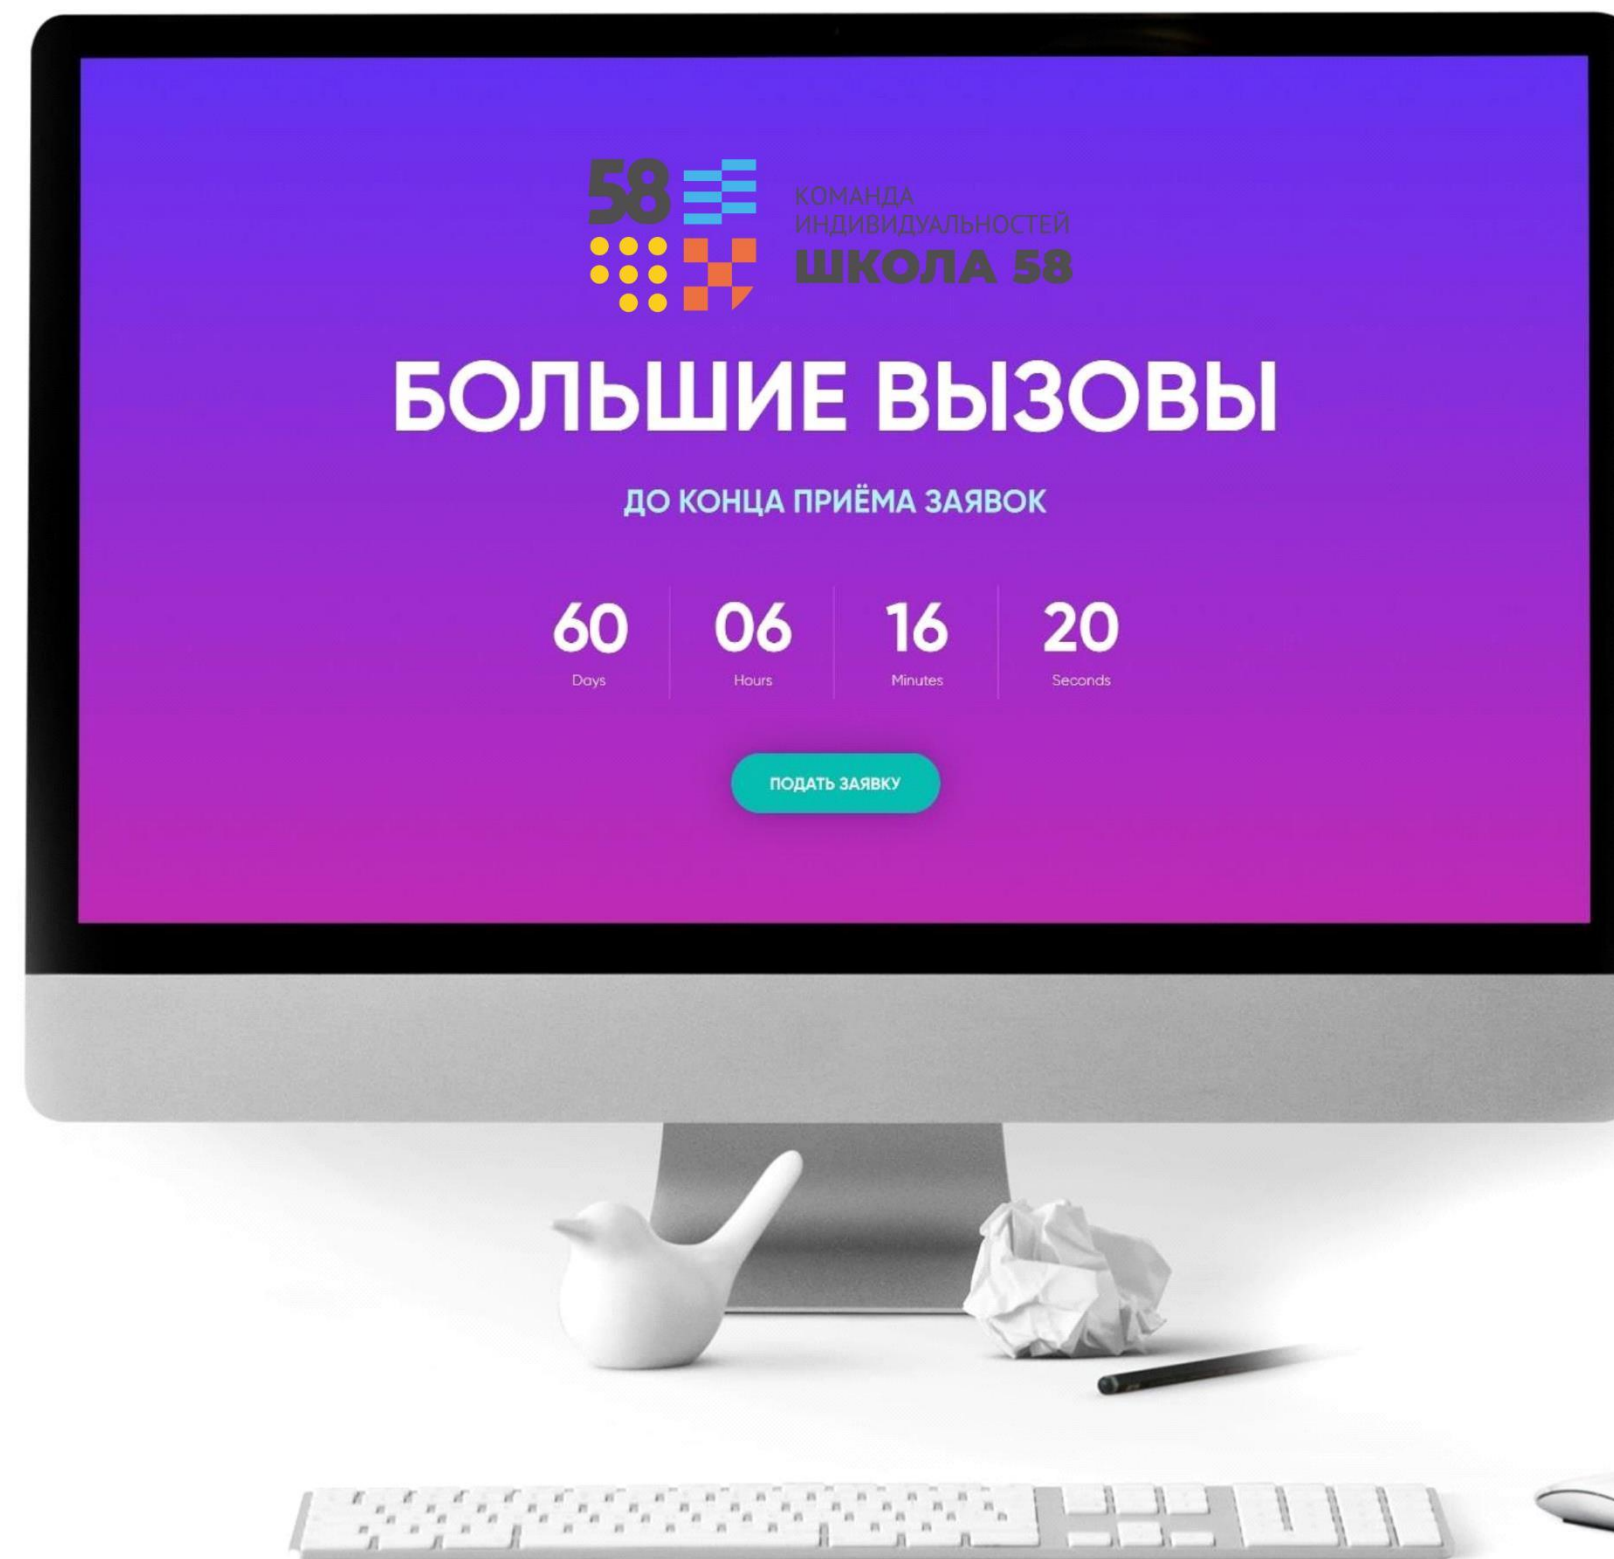 58
КОМАНДА
ИНДИВИДУАЛЬНОСТЕЙ
ШКОЛА 58
БОЛЬШИЕ ВЫЗОВЫ
ДО КОНЦА ПРИЁМА ЗАЯВОК
60 06 16 20
Days Hours Minutes Seconds
ПОДАТЬ ЗАЯВКУ